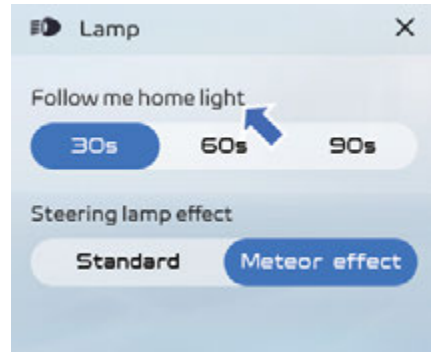 Lamp
Follow me home light
30s 60s 90s
Steering lamp effect
Standard Meteor effect